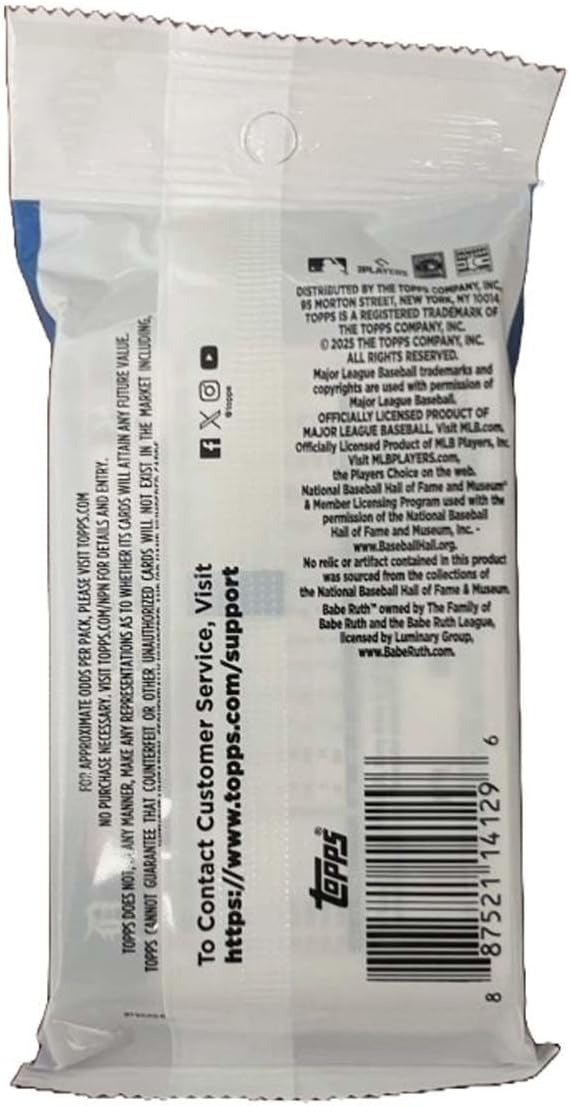 3PLAYERS
DISTRIBUTED BY THE TOPPS COMPANY, INC,
95 MORTON STREET, NEW YORK, NY 10014
TOPPS IS A REGISTERED TRADEMARK OF
THE TOPPS COMPANY, INC.
© 2025 THE TOPPS COMPANY, INC.
ALL RIGHTS RESERVED.
Major League Baseball trademarks and
copyrights are used with permission of
Major League Baseball.
OFFICIALLY LICENSED PRODUCT OF
MAJOR LEAGUE BASEBALL. Visit MLB.com.
Officially Licensed Product of MLB Players, Inc.
Visit MLBPLAYERS.com,
the Players Choice on the web.
National Baseball Hall of Fame and Museum®
& Member Licensing Program used with the
permission of the National Baseball
Hall of Fame and Museum, Inc. -
www.BaseballHall.org.
No relic or artifact contained in this product
was sourced from the collections of
the National Baseball Hall of Fame & Museum.
Babe Ruth™ owned by The Family of
Babe Ruth and the Babe Ruth League,
licensed by Luminary Group,
www.BabeRuth.com.
FOR APPROXIMATE ODDS PER PACK, PLEASE VISIT TOPPS.COM
NO PURCHASE NECESSARY. VISIT TOPPS.COM/NPN FOR DETAILS AND ENTRY.
TOPPS DOES NOT, ANY MANNER, MAKE ANY REPRESENTATIONS AS TO WHETHER ITS CARDS WILL ATTAIN ANY FUTURE VALUE.
TOPPS CANNOT GUARANTEE THAT COUNTERFEIT OR OTHER UNAUTHORIZED CARDS WILL NOT EXIST IN THE MARKET INCLUDING,
@topps
To Contact Customer Service, Visit
https://www.topps.com/support
topps®
8 87521 14129 6